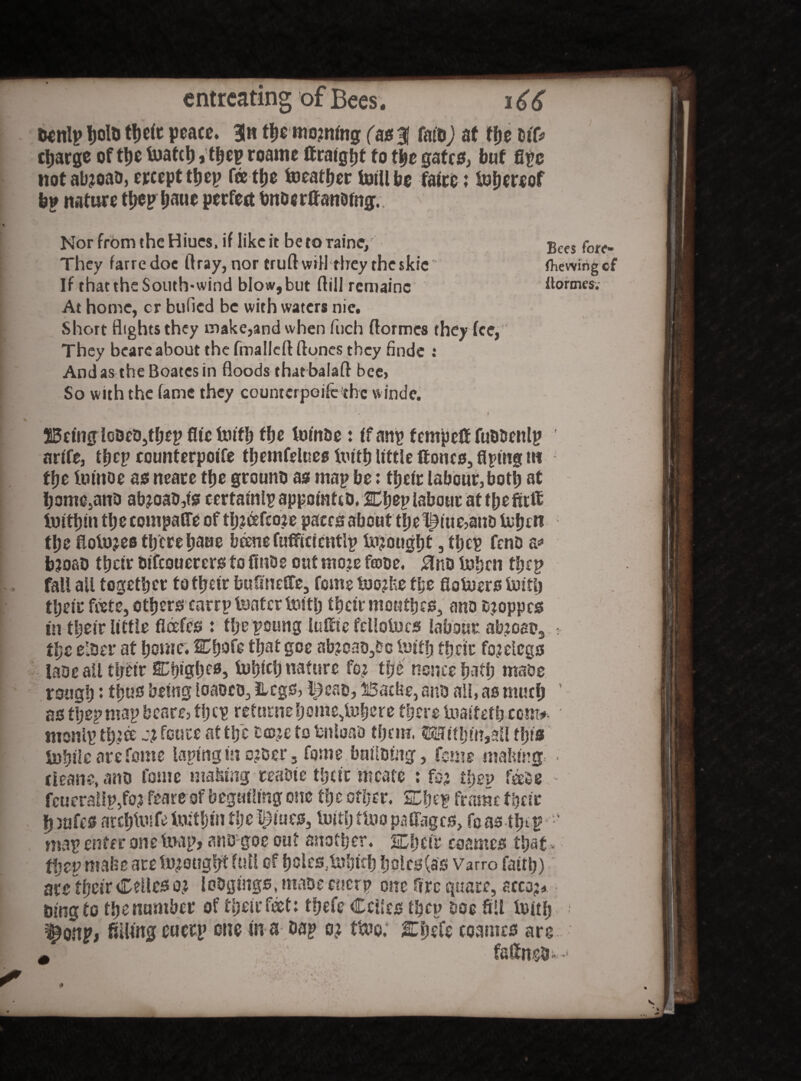 entreating of Bees. 166
denly hold their peace. In the morning (as I said) at the dis-
charge of the watch, they roame straight to the gates, but flye
not abroad, except they sée the weather will be faire: whereof
by nature they haue perfect vnderstanding.
Nor from the Hiues, if like it be to raine,
They farre doe stray, nor trust will they the skie
If that the South-wind blow, but still remaine
At home, or busied be with waters nie.
Short flights they make, and when such stormes they see,
They beare about the smallest stones they finde:
And as the Boates in floods that balast bee,
So with the same they counterpoise the winde.
Bees fore-
shewing of
stormes.
Being loded, they flie with the winde: if any tempest suddenly
arise, they counterpoise themselues with little stones, flying in
the winde as neare the ground as may be: their labour, both at
home, and abroad, is certainly appointed. They labour at the first
within the compasse of thréescore paces about the Hiue, and when
the flowres there haue béene sufficiently wrought, they send a-
broad their discouerers to finde out more foode. And when they
fall all together to their businesse, some worke the flowers with
their féete, others carry water with their mouthes, and droppes
in their little fléeces: the young lustie fellowes labour abroad,
the elder at home. Those that goe abroad, do with their forelegs
lade all their Thighes, which nature for the nonce hath made
rough: thus being loaded, Legs, Head, Backe, and all, as much
as they may beare, they returne home, where there waiteth com-
monly thrée or foure at the doore to vnload them. Within, all this
while are some laying in order, some building, some making
cleane, and some making readie their meate: for they féede
seuerally, for feare of beguiling one the other. They frame their
houses archwise within the Hiues, with two passages, so as they
may enter one way, and goe out another. Their coames that
they make are wrought full of holes, which holes (as Varro saith)
are their Celles or lodgings, made euery one sixe quare, accor-
ding to the number of their féet: these Celles they doe fill with
Hony, filling euery one in a day or two. These coames are
fastned